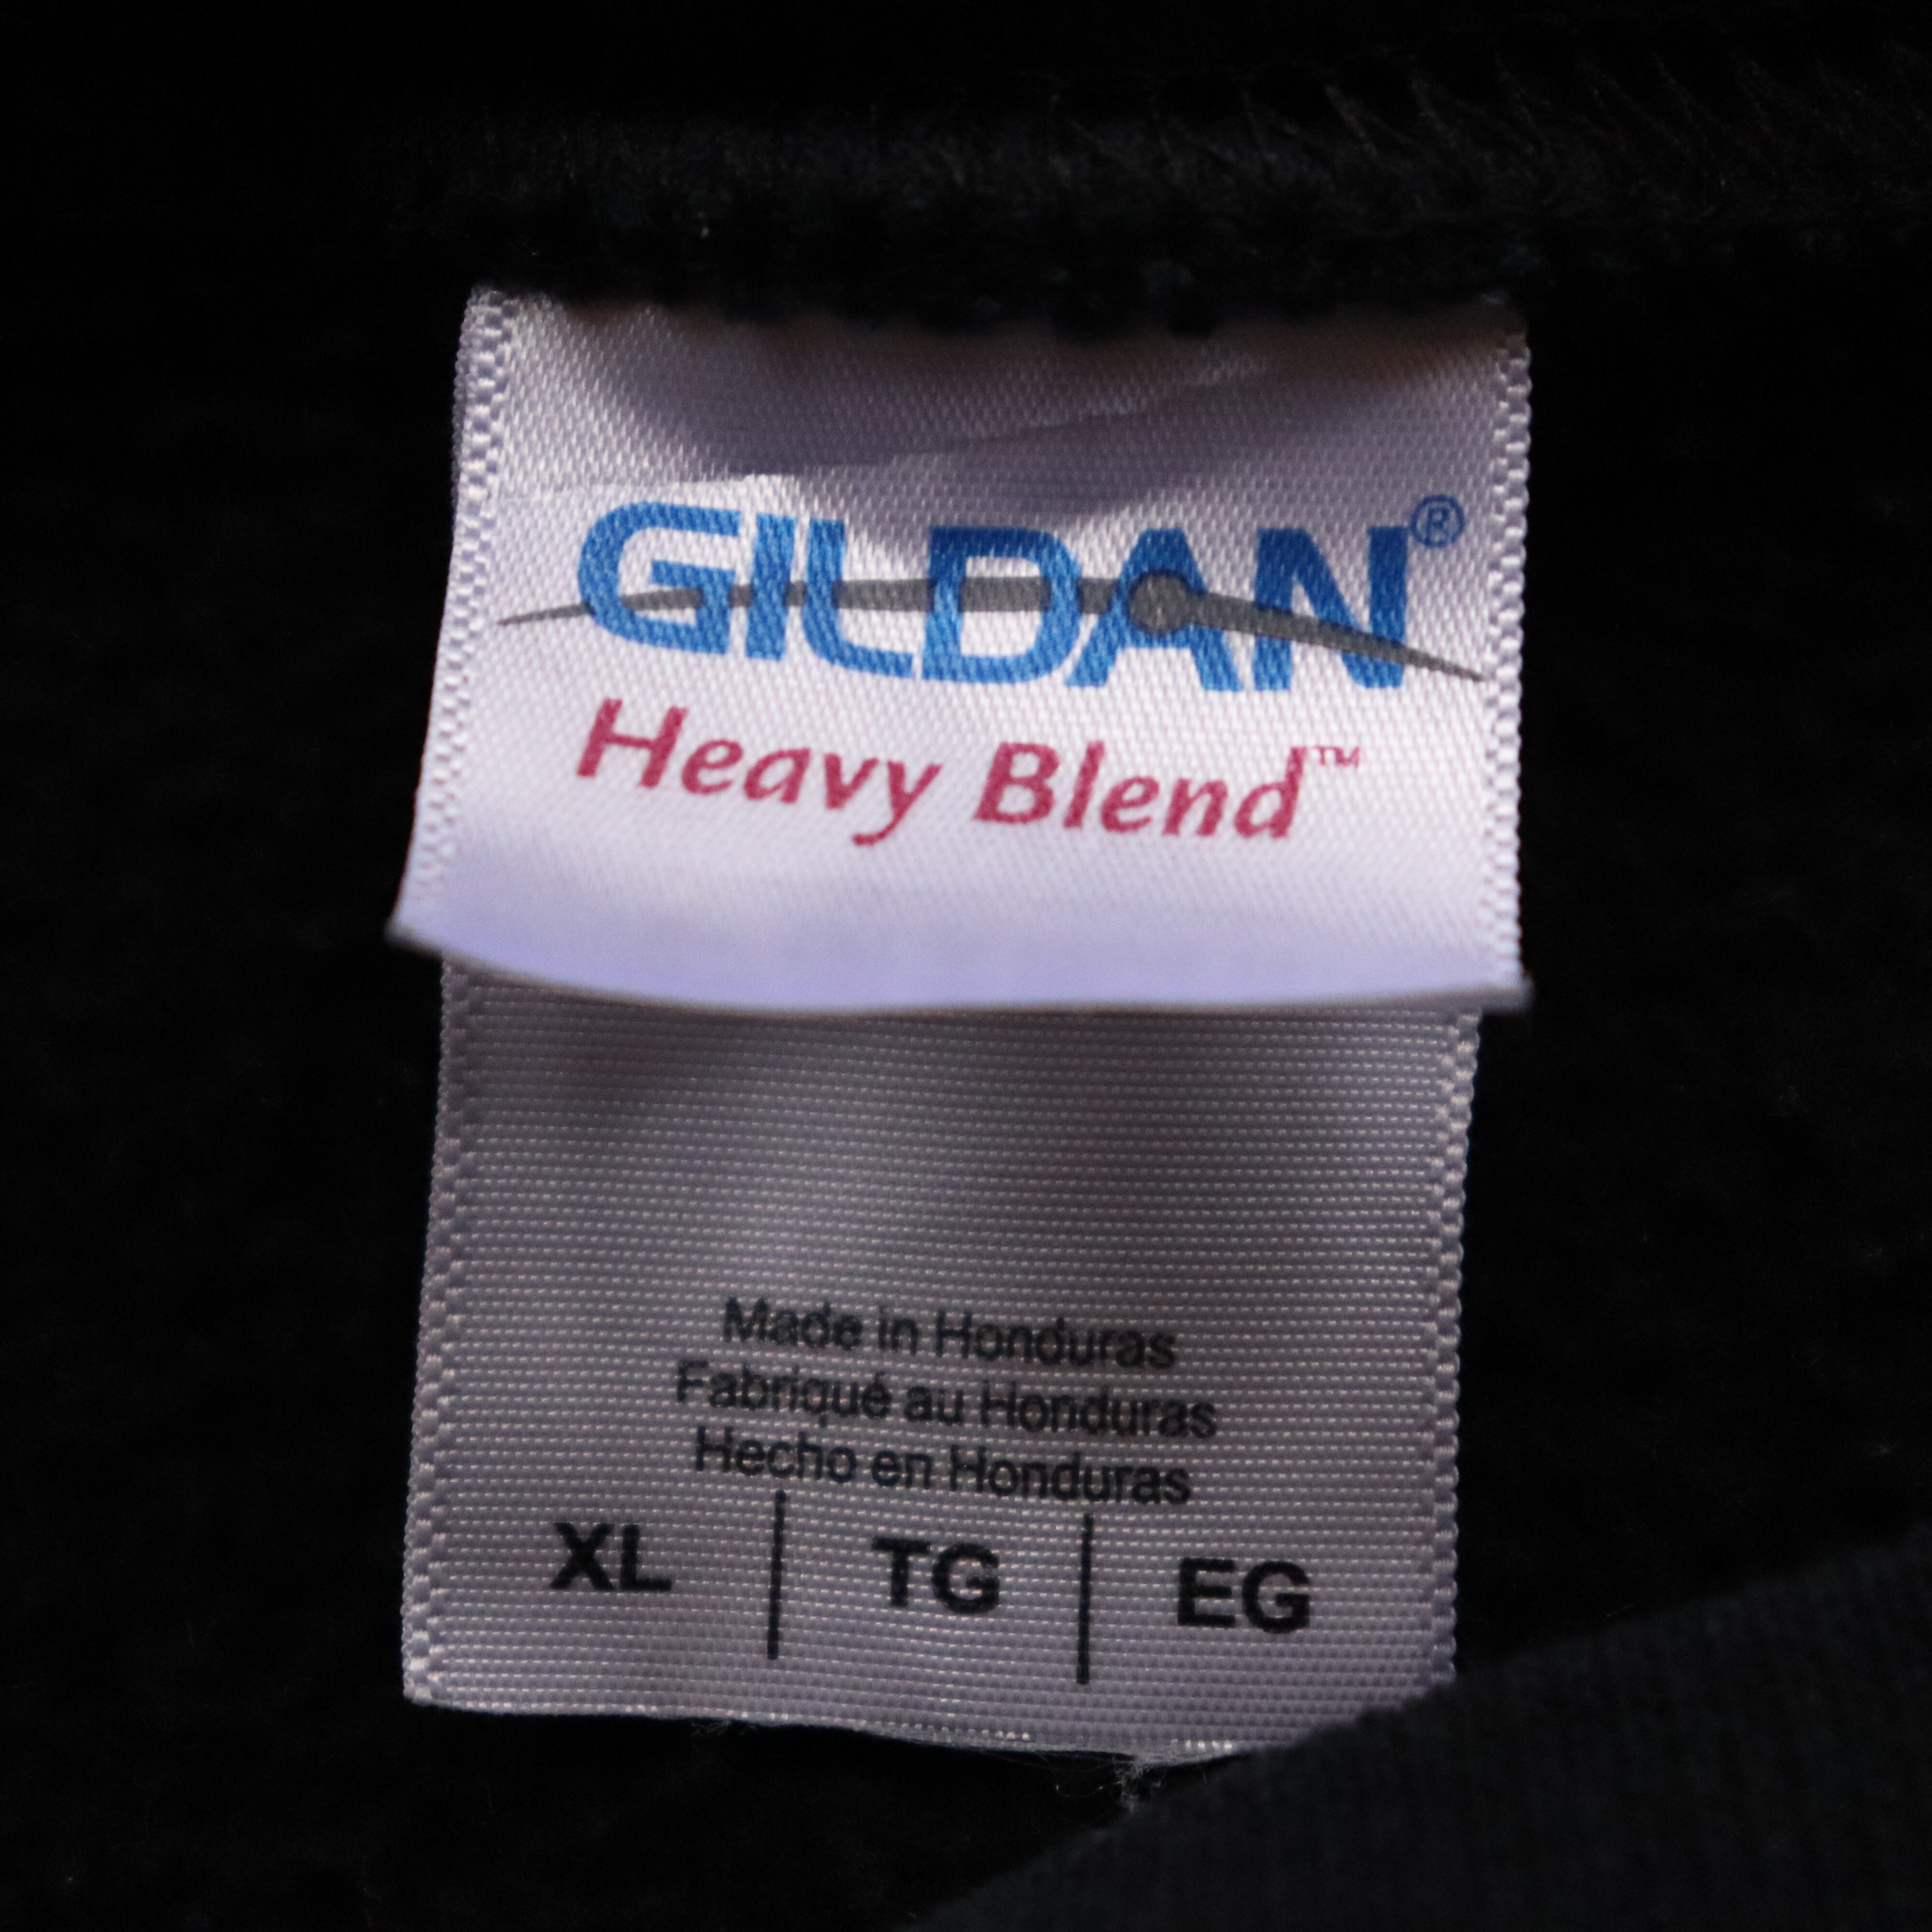 GILDAN®
Heavy Blend™
Made in Honduras
Fabriqué au Honduras
Hecho en Honduras
XL | TG | EG